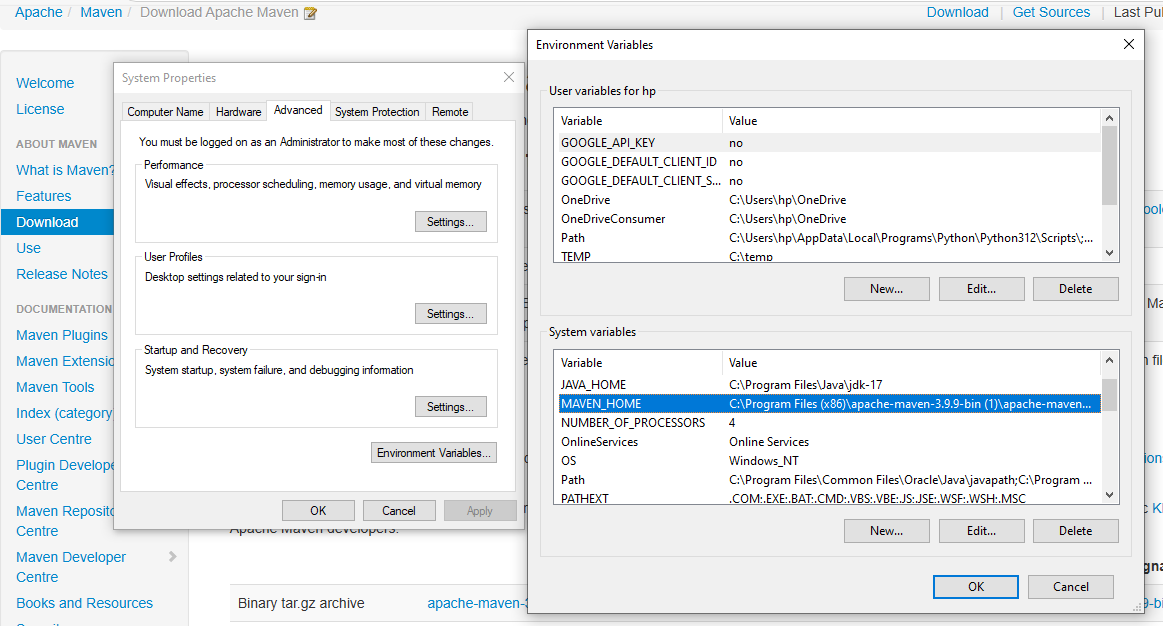 Apache / Maven / Download Apache Maven
Download | Get Sources | Last Pul
Welcome
License
ABOUT MAVEN
What is Maven?
Features
Download
Use
Release Notes
DOCUMENTATION
Maven Plugins
Maven Extensio
Maven Tools
Index (category
User Centre
Plugin Develope
Centre
Maven Reposito
Centre
Maven Developer
Centre
Books and Resources
System Properties
Computer Name Hardware Advanced System Protection Remote
You must be logged on as an Administrator to make most of these changes.
Performance
Visual effects, processor scheduling, memory usage, and virtual memory
Settings...
User Profiles
Desktop settings related to your sign-in
Settings...
Startup and Recovery
System startup, system failure, and debugging information
Settings...
Environment Variables...
OK Cancel Apply
Apache Maven developers.
Binary tar.gz archive apache-maven-3
Environment Variables
User variables for hp
Variable Value
GOOGLE_API_KEY no
GOOGLE_DEFAULT_CLIENT_ID no
GOOGLE_DEFAULT_CLIENT_S... no
OneDrive C:\Users\hp\OneDrive
OneDriveConsumer C:\Users\hp\OneDrive
Path C:\Users\hp\AppData\Local\Programs\Python\Python312\Scripts\;...
TEMP C:\temp
New... Edit... Delete
System variables
Variable Value
JAVA_HOME C:\Program Files\Java\jdk-17
MAVEN_HOME C:\Program Files (x86)\apache-maven-3.9.9-bin (1)\apache-maven...
NUMBER_OF_PROCESSORS 4
OnlineServices Online Services
OS Windows_NT
Path C:\Program Files\Common Files\Oracle\Java\javapath;C:\Program ...
PATHEXT .COM;.EXE;.BAT;.CMD;.VBS;.VBE;.JS;.JSE;.WSF;.WSH;.MSC
New... Edit... Delete
OK Cancel